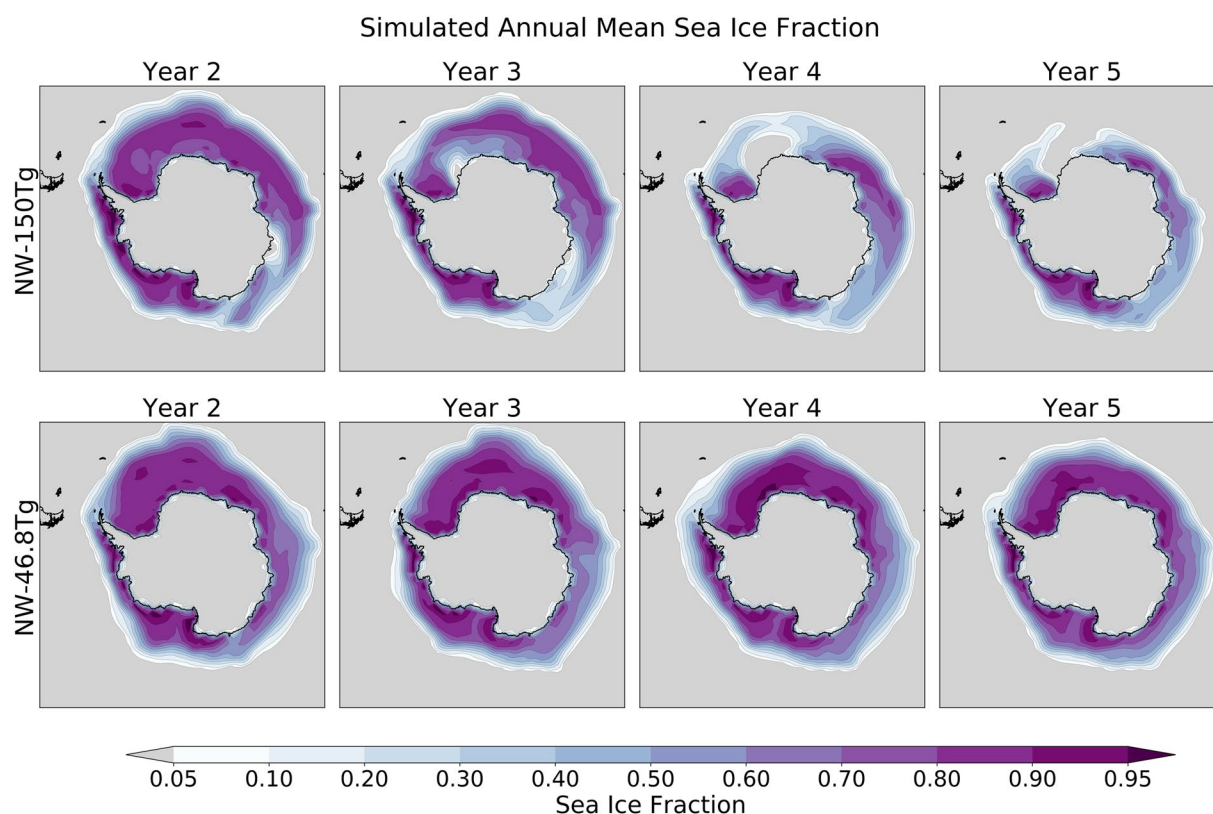 Simulated Annual Mean Sea Ice Fraction
Year 2 Year 3 Year 4 Year 5
NW-150Tg
Year 2 Year 3 Year 4 Year 5
NW-46.8Tg
0.05 0.10 0.20 0.30 0.40 0.50 0.60 0.70 0.80 0.90 0.95
Sea Ice Fraction